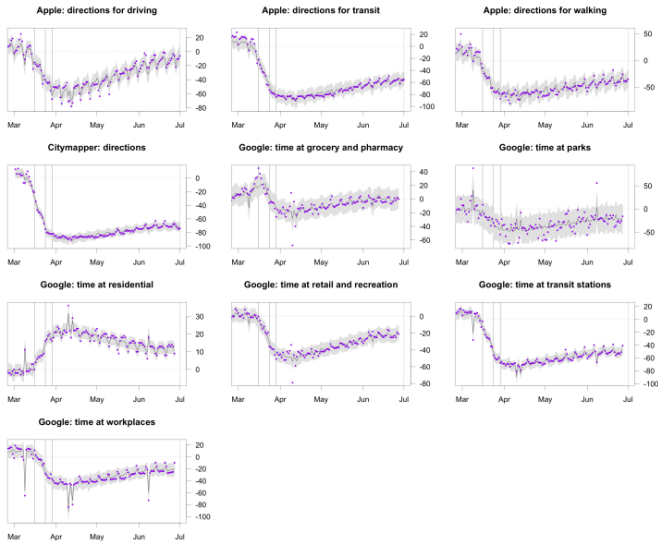 Apple: directions for driving
Apple: directions for transit
Apple: directions for walking
20
0
-20
-40
-60
-80
Mar Apr May Jun Jul
20
0
-20
-40
-60
-80
-100
Mar Apr May Jun Jul
50
0
-50
Mar Apr May Jun Jul
Citymapper: directions
Google: time at grocery and pharmacy
Google: time at parks
0
-20
-40
-60
-80
-100
Mar Apr May Jun Jul
40
20
0
-20
-40
-60
Mar Apr May Jun Jul
50
0
-50
Mar Apr May Jun Jul
Google: time at residential
Google: time at retail and recreation
Google: time at transit stations
30
20
10
0
Mar Apr May Jun Jul
0
-20
-40
-60
-80
Mar Apr May Jun Jul
20
0
-20
-40
-60
-80
-100
Mar Apr May Jun Jul
Google: time at workplaces
20
0
-20
-40
-60
-80
-100
Mar Apr May Jun Jul